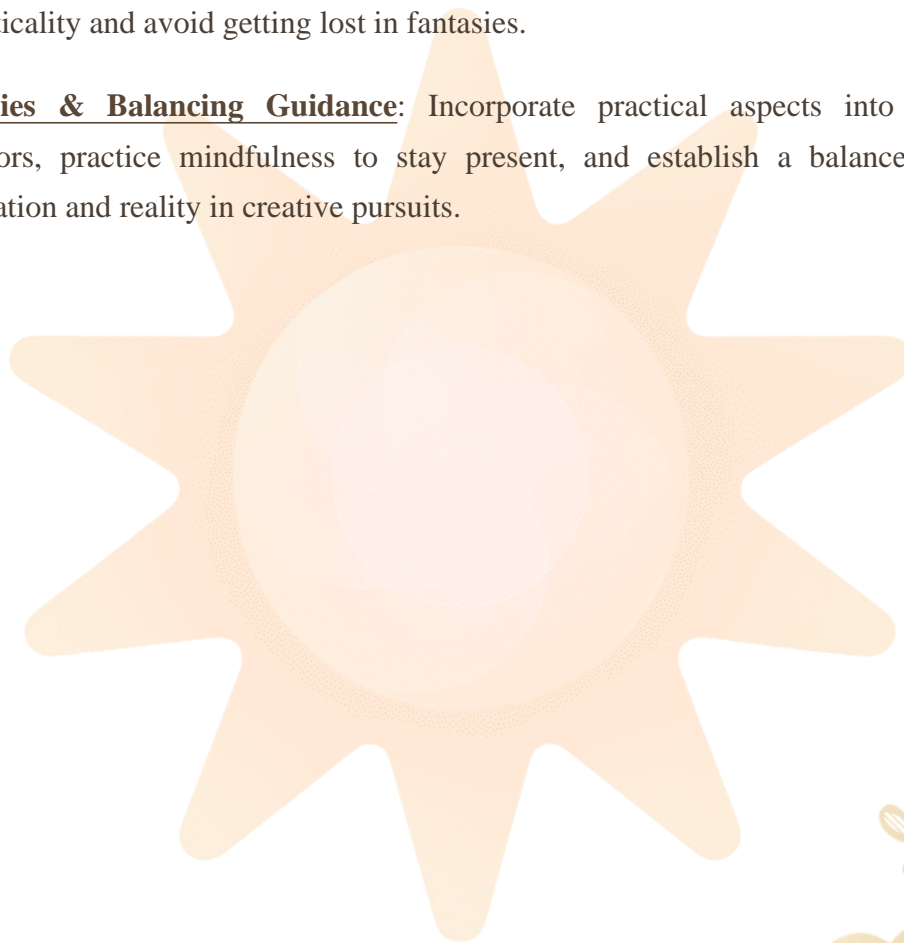 ticality and avoid getting lost in fantasies.
ies & Balancing Guidance: Incorporate practical aspects into
ors, practice mindfulness to stay present, and establish a balance
ation and reality in creative pursuits.